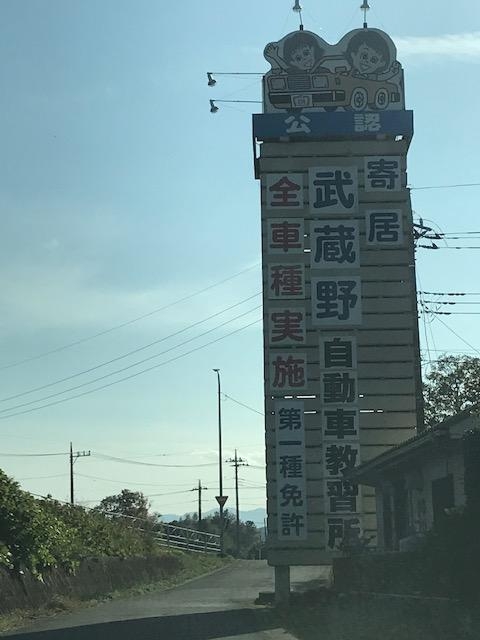 公認
寄居
武蔵野
自動車教習所
全車種実施
第一種免許